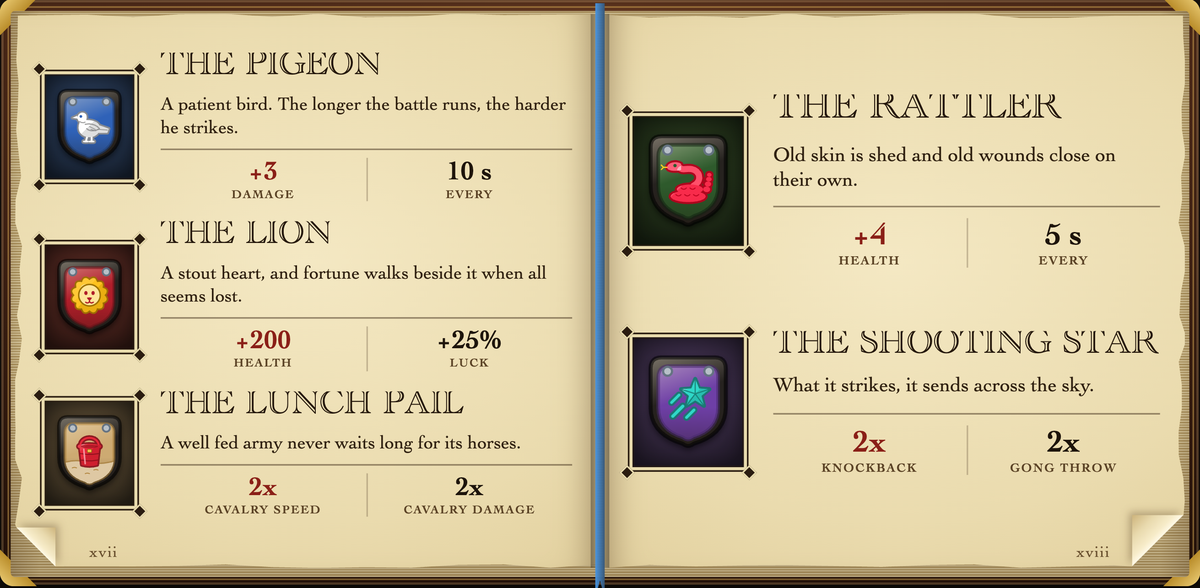 THE PIGEON
A patient bird. The longer the battle runs, the harder
he strikes.
+3
DAMAGE
10 s
EVERY
THE LION
A stout heart, and fortune walks beside it when all
seems lost.
+200
HEALTH
+25%
LUCK
THE LUNCH PAIL
A well fed army never waits long for its horses.
2x
CAVALRY SPEED
2x
CAVALRY DAMAGE
xvii
THE RATTLER
Old skin is shed and old wounds close on
their own.
+4
HEALTH
5 s
EVERY
THE SHOOTING STAR
What it strikes, it sends across the sky.
2x
KNOCKBACK
2x
GONG THROW
xviii